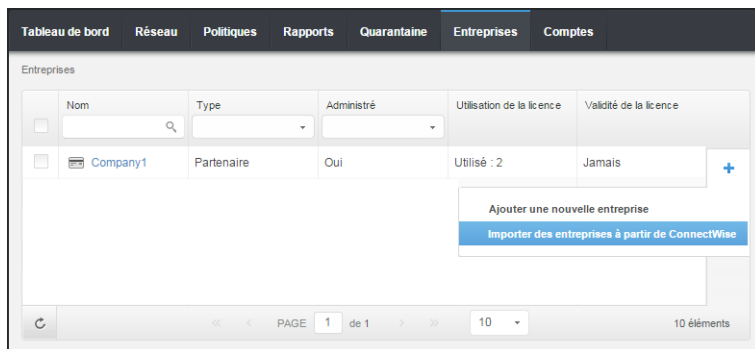 Tableau de bord Réseau Politiques Rapports Quarantaine Entreprises Comptes
Entreprises
Nom Type Administré Utilisation de la licence Validité de la licence
Company1 Partenaire Oui Utilisé : 2 Jamais
Ajouter une nouvelle entreprise
Importer des entreprises à partir de ConnectWise
PAGE 1 de 1 10 10 éléments